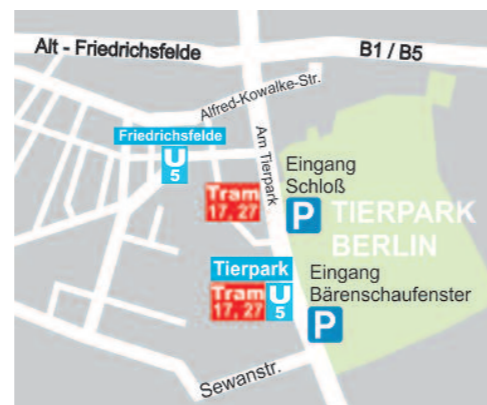 Alt - Friedrichsfelde
B1 / B5
Alfred-Kowalke-Str.
Friedrichsfelde
U
5
Am Tierpark
Eingang
Schloß
Tram
17, 27
P
TIERPARK
BERLIN
Tierpark
Tram
17, 27
U
5
Eingang
Bärenschaufenster
P
Sewanstr.